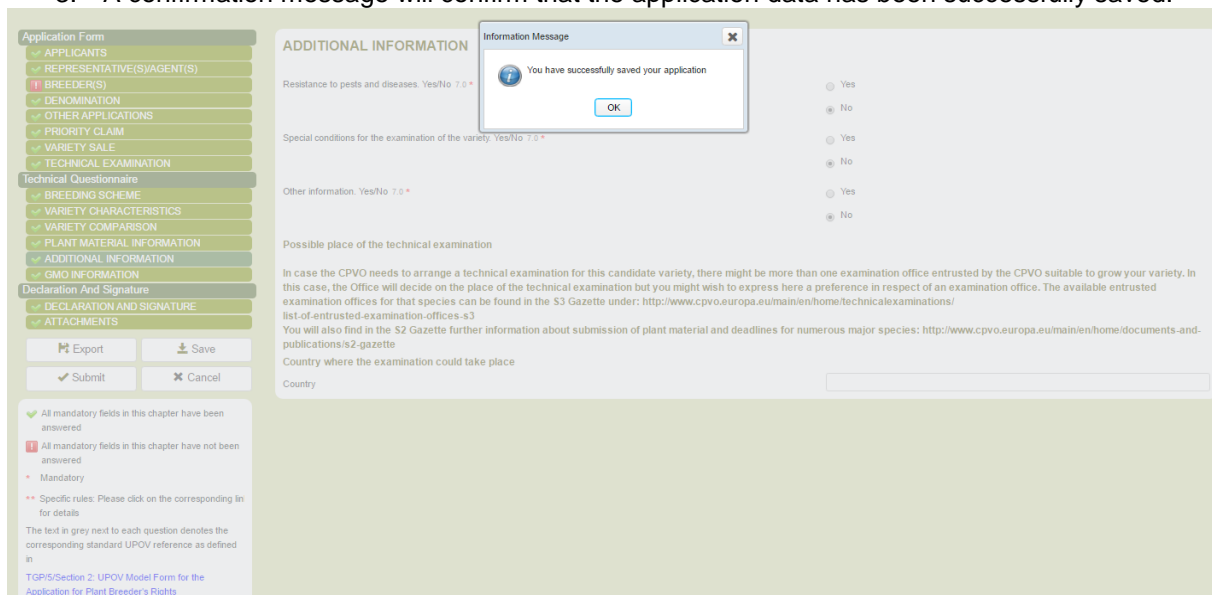 A confirmation message will confirm that the application data has been successfully saved.
Application Form
APPLICANTS
REPRESENTATIVE(S)/AGENT(S)
BREEDER(S)
DENOMINATION
OTHER APPLICATIONS
PRIORITY CLAIM
VARIETY SALE
TECHNICAL EXAMINATION
Technical Questionnaire
BREEDING SCHEME
VARIETY CHARACTERISTICS
VARIETY COMPARISON
PLANT MATERIAL INFORMATION
ADDITIONAL INFORMATION
GMO INFORMATION
Declaration And Signature
DECLARATION AND SIGNATURE
ATTACHMENTS
Export
Save
Submit
Cancel
All mandatory fields in this chapter have been
answered
All mandatory fields in this chapter have not been
answered
* Mandatory
** Specific rules: Please click on the corresponding lin
for details
The text in grey next to each question denotes the
corresponding standard UPOV reference as defined
in
TGP/5/Section 2: UPOV Model Form for the
Application for Plant Breeder's Rights
ADDITIONAL INFORMATION
Information Message
You have successfully saved your application
OK
Resistance to pests and diseases. Yes/No 7.0 *
Yes
No
Special conditions for the examination of the variety. Yes/No 7.0 *
Yes
No
Other information. Yes/No 7.0 *
Yes
No
Possible place of the technical examination
In case the CPVO needs to arrange a technical examination for this candidate variety, there might be more than one examination office entrusted by the CPVO suitable to grow your variety. In
this case, the Office will decide on the place of the technical examination but you might wish to express here a preference in respect of an examination office. The available entrusted
examination offices for that species can be found in the S3 Gazette under: http://www.cpvo.europa.eu/main/en/home/technicalexaminations/
list-of-entrusted-examination-offices-s3
You will also find in the S2 Gazette further information about submission of plant material and deadlines for numerous major species: http://www.cpvo.europa.eu/main/en/home/documents-and-
publications/s2-gazette
Country where the examination could take place
Country